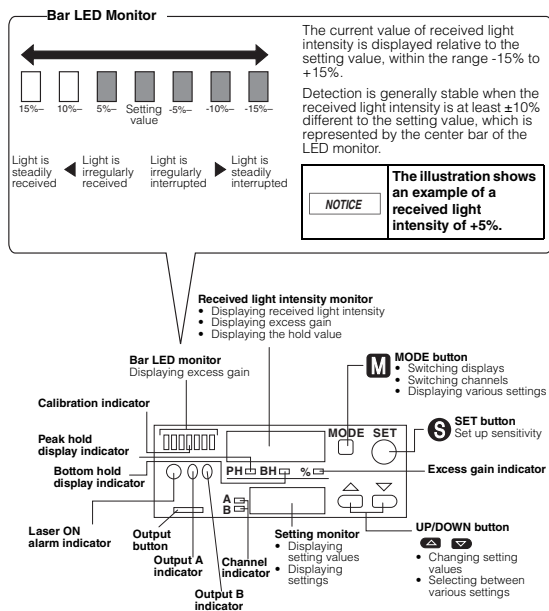 Bar LED Monitor
15%– 10%– 5%– Setting value -5%– -10%– -15%–
Light is steadily received
Light is irregularly received
Light is irregularly interrupted
Light is steadily interrupted
The current value of received light
intensity is displayed relative to the
setting value, within the range -15% to
+15%.
Detection is generally stable when the
received light intensity is at least ±10%
different to the setting value, which is
represented by the center bar of the
LED monitor.
NOTICE
The illustration shows
an example of a
received light
intensity of +5%.
Received light intensity monitor
• Displaying received light intensity
• Displaying excess gain
• Displaying the hold value
Bar LED monitor
Displaying excess gain
M
MODE button
• Switching displays
• Switching channels
• Displaying various settings
Calibration indicator
MODE SET
S
SET button
Set up sensitivity
Peak hold
display indicator
PH BH %
Excess gain indicator
Bottom hold
display indicator
A
B
Laser ON
alarm indicator
Output
button
Output A
indicator
Output B
indicator
Channel
indicator
Setting monitor
• Displaying
setting values
• Displaying
settings
UP/DOWN button
• Changing setting
values
• Selecting between
various settings